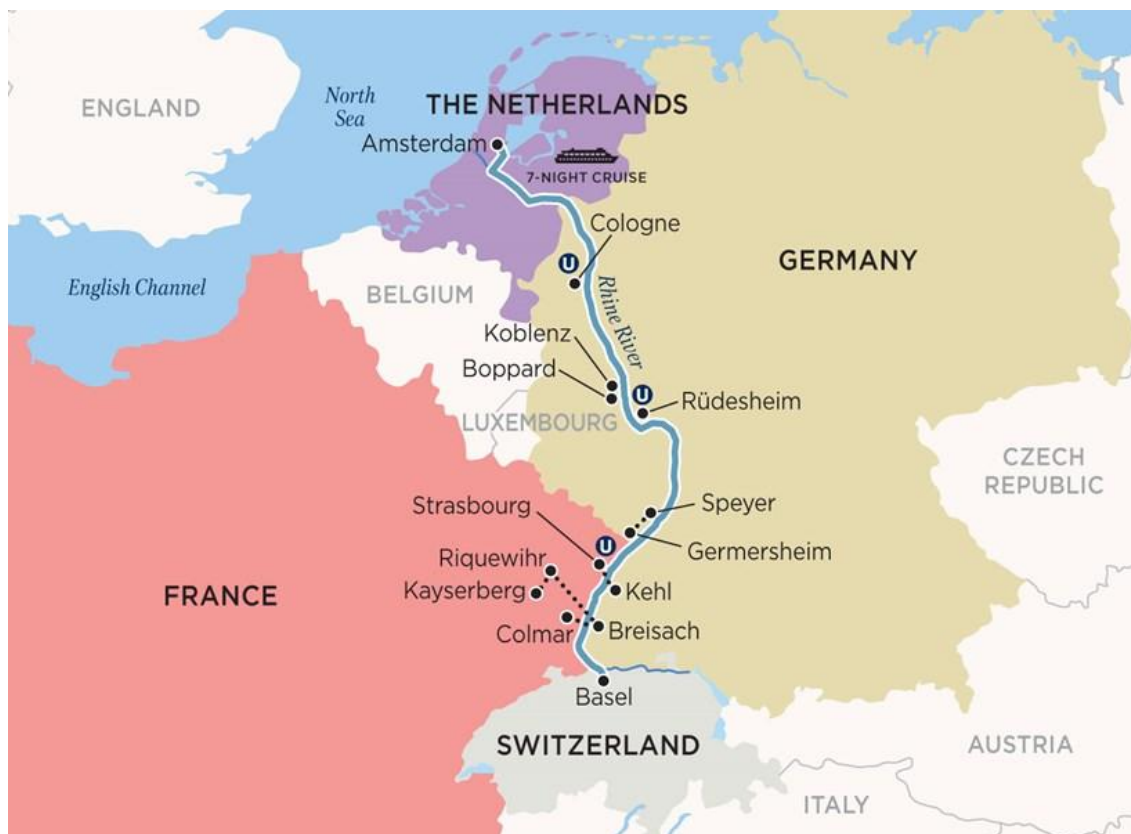 ENGLAND
North
Sea
THE NETHERLANDS
Amsterdam
7-NIGHT CRUISE
Cologne
U
English Channel
BELGIUM
Rhine River
GERMANY
Koblenz
Boppard
U
Rüdesheim
LUXEMBOURG
CZECH
REPUBLIC
Strasbourg
Speyer
U
Germersheim
Riquewihr
Kayserberg
Kehl
FRANCE
Colmar
Breisach
Basel
SWITZERLAND
AUSTRIA
ITALY